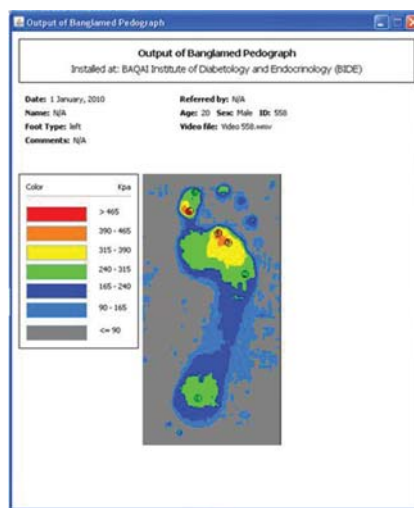 Output of Banglamed Pedograph
Output of Banglamed Pedograph
Installed at: BAQAI Institute of Diabetology and Endocrinology (BIDE)
Date: 1 January, 2010 Referred by: N/A
Name: N/A Age: 20 Sex: Male ID: 558
Foot Type: left Video file: Video 558.wmv
Comments: N/A
Color Kpa
> 465
390 - 465
315 - 390
240 - 315
165 - 240
90 - 165
<= 90